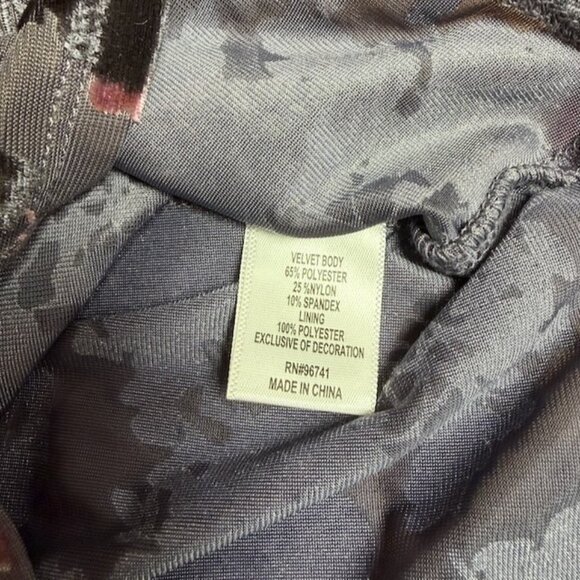 VELVET BODY
65% POLYESTER
25 %NYLON
10% SPANDEX
LINING
100% POLYESTER
EXCLUSIVE OF DECORATION
RN#96741
MADE IN CHINA